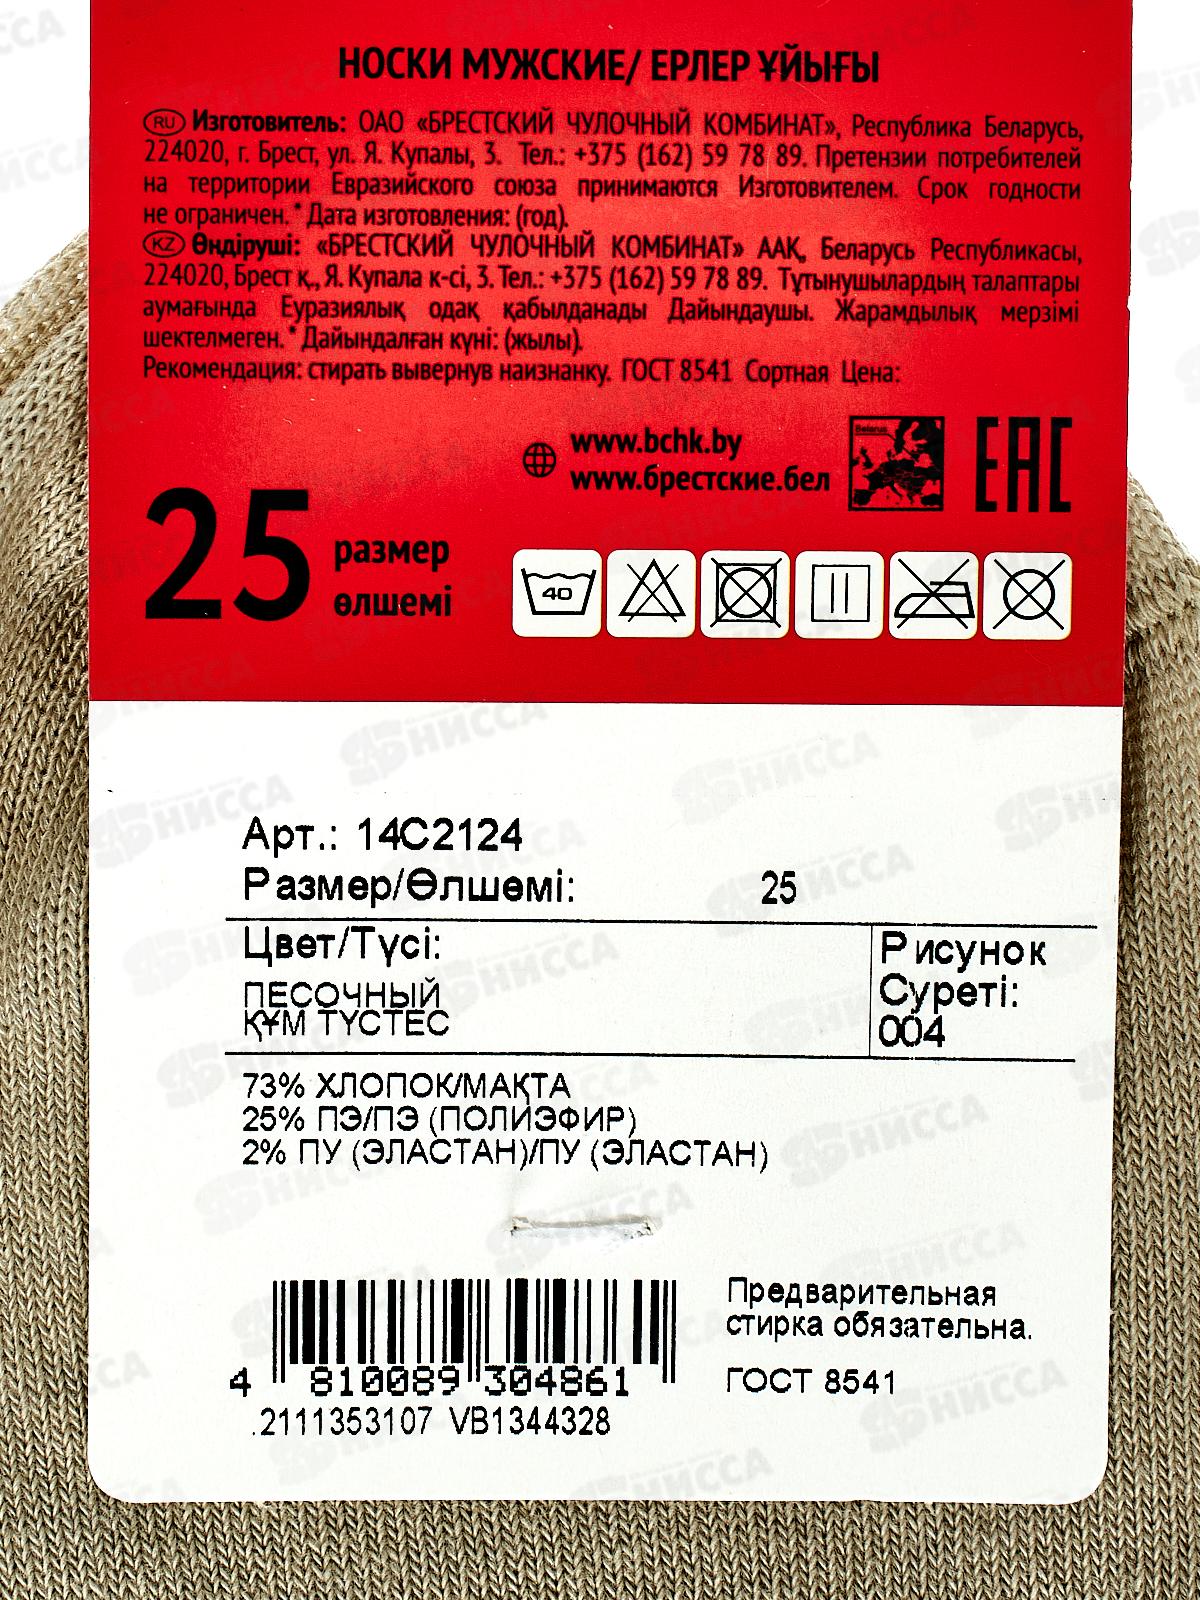 НОСКИ МУЖСКИЕ/ ЕРЛЕР ҰЙЫҒЫ
RU Изготовитель: ОАО «БРЕСТСКИЙ ЧУЛОЧНЫЙ КОМБИНАТ», Республика Беларусь,
224020, г. Брест, ул. Я. Купалы, 3. Тел.: +375 (162) 59 78 89. Претензии потребителей
на территории Евразийского союза принимаются Изготовителем. Срок годности
не ограничен. * Дата изготовления: (год).
KZ Өндіруші: «БРЕСТСКИЙ ЧУЛОЧНЫЙ КОМБИНАТ» ААҚ, Беларусь Республикасы,
224020, Брест қ., Я. Купала к-сі, 3. Тел.: +375 (162) 59 78 89. Тұтынушылардың талаптары
аумағында Еуразиялық одақ қабылданады Дайындаушы. Жарамдылық мерзімі
шектелмеген. * Дайындалған күні: (жылы).
Рекомендация: стирать вывернув наизнанку. ГОСТ 8541 Сортная Цена:
www.bchk.by
www.брестские.бел
Belarus
EAC
25 размер
өлшемі
40
Арт.: 14С2124
Размер/Өлшемі: 25
Цвет/Түсі:
ПЕСОЧНЫЙ
ҚҰМ ТҮСТЕС
Рисунок
Суреті:
004
73% ХЛОПОК/МАҚТА
25% ПЭ/ПЭ (ПОЛИЭФИР)
2% ПУ (ЭЛАСТАН)/ПУ (ЭЛАСТАН)
Предварительная
стирка обязательна.
ГОСТ 8541
4 810089 304861
.2111353107 VB1344328
НИССА